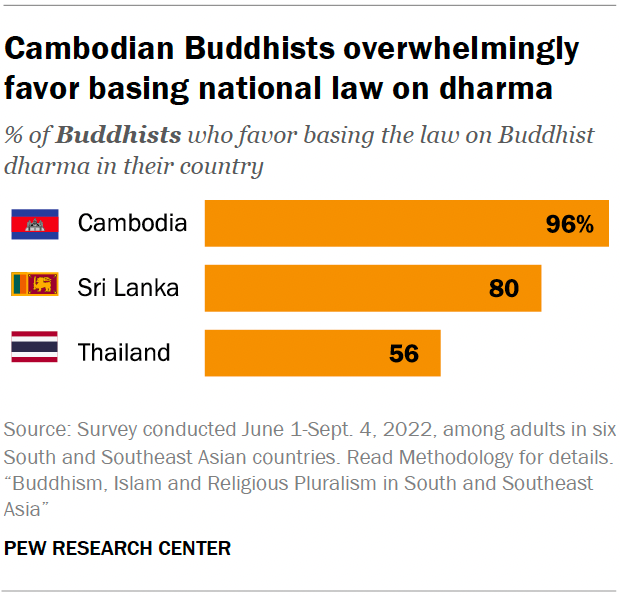 Cambodian Buddhists overwhelmingly
favor basing national law on dharma
% of Buddhists who favor basing the law on Buddhist
dharma in their country
Cambodia 96%
Sri Lanka 80
Thailand 56
Source: Survey conducted June 1-Sept. 4, 2022, among adults in six
South and Southeast Asian countries. Read Methodology for details.
“Buddhism, Islam and Religious Pluralism in South and Southeast
Asia”
PEW RESEARCH CENTER